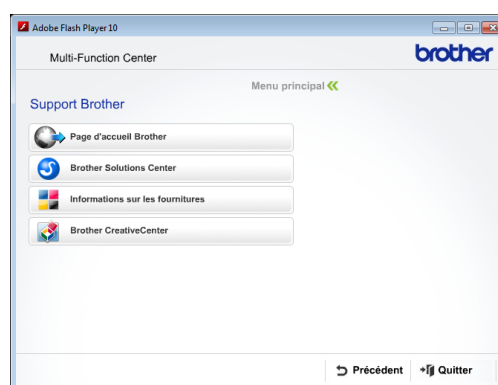 Adobe Flash Player 10
Multi-Function Center
brother
Menu principal
Support Brother
Page d'accueil Brother
Brother Solutions Center
Informations sur les fournitures
Brother CreativeCenter
Précédent
Quitter